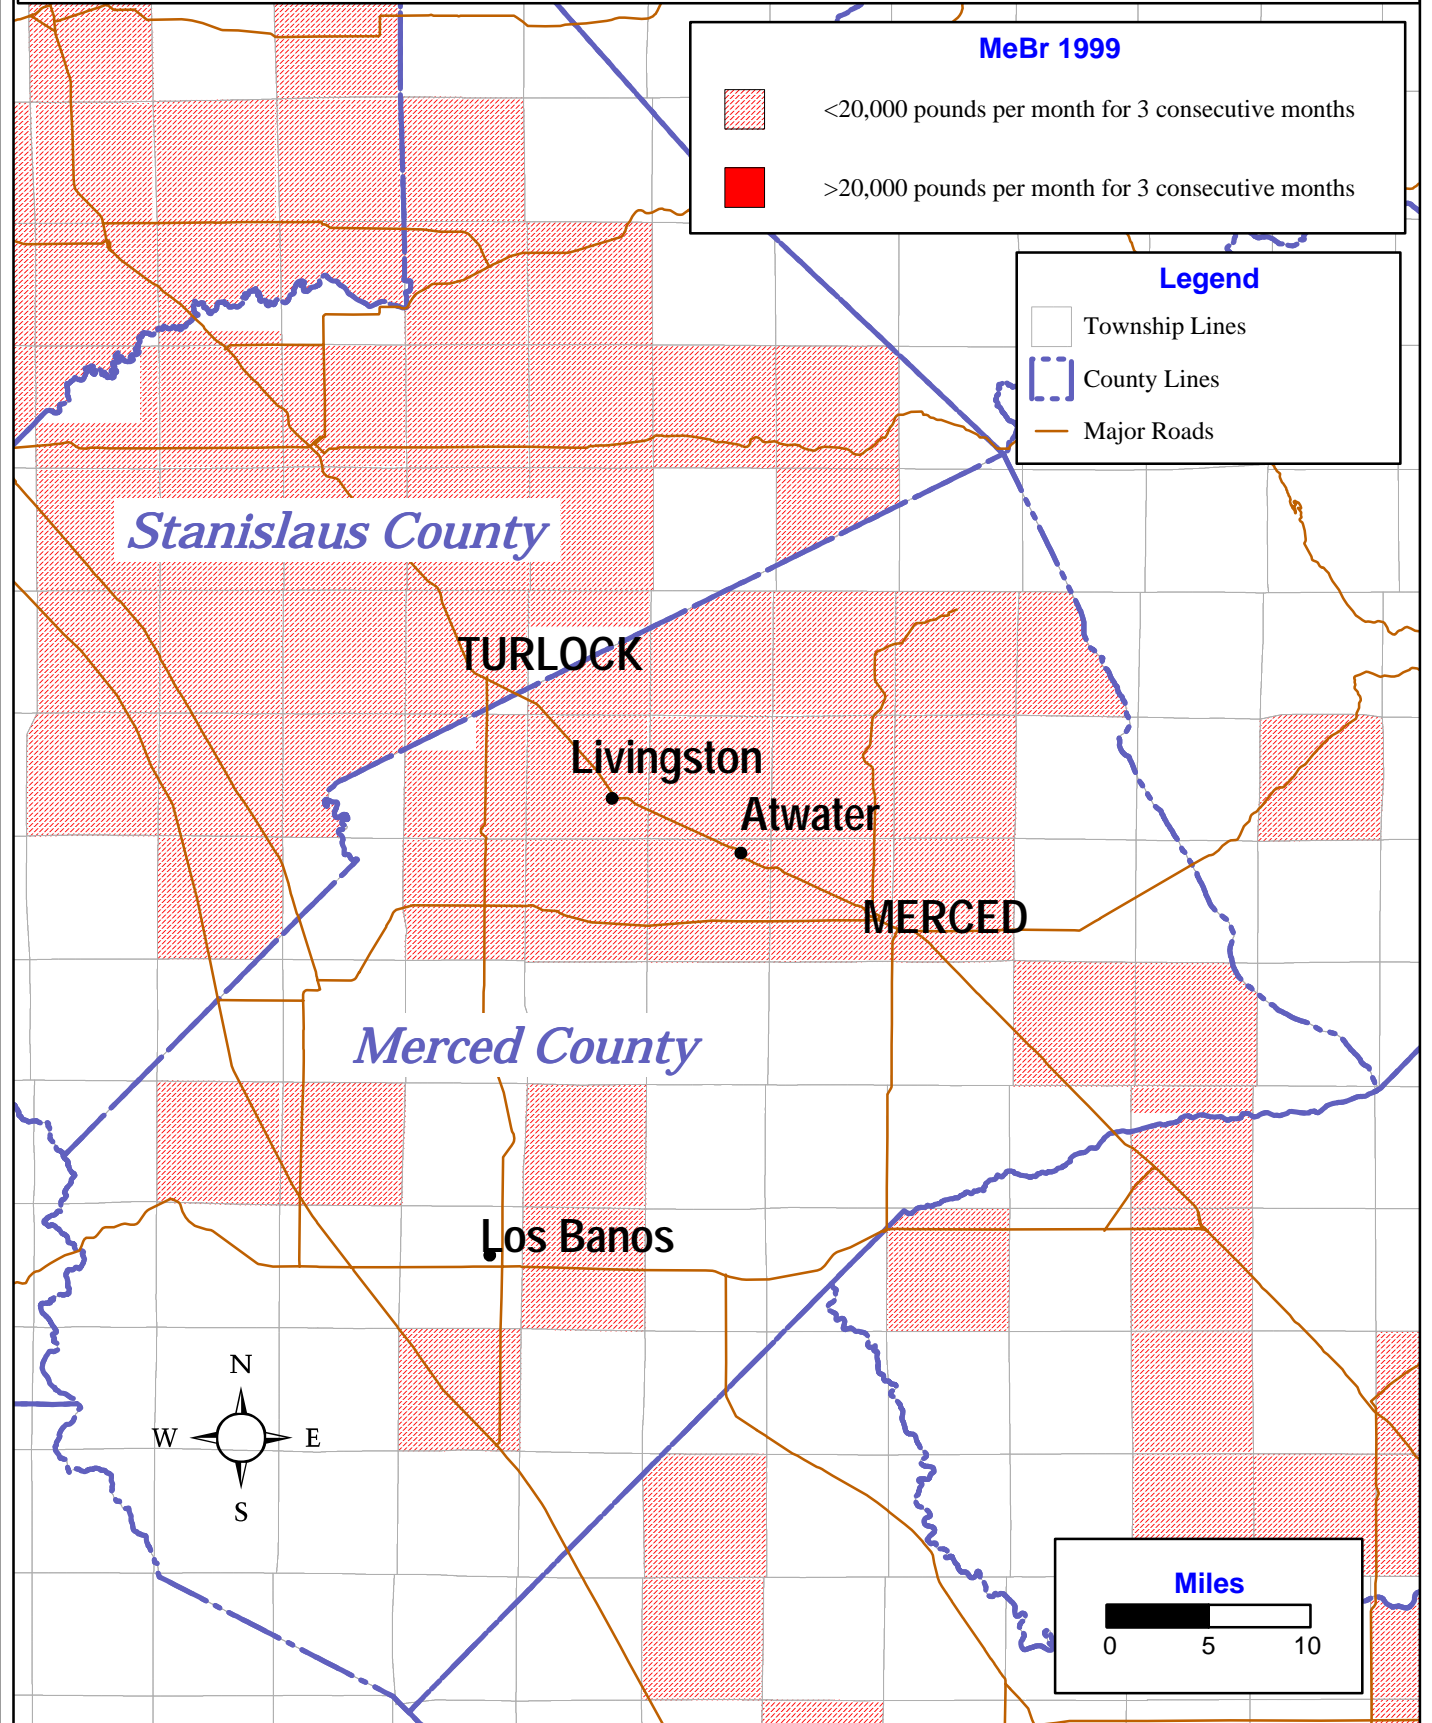 MeBr 1999
<20,000 pounds per month for 3 consecutive months
>20,000 pounds per month for 3 consecutive months
Legend
Township Lines
County Lines
Major Roads
Stanislaus County
TURLOCK
Livingston
Atwater
MERCED
Merced County
Los Banos
N
W E
S
Miles
0 5 10